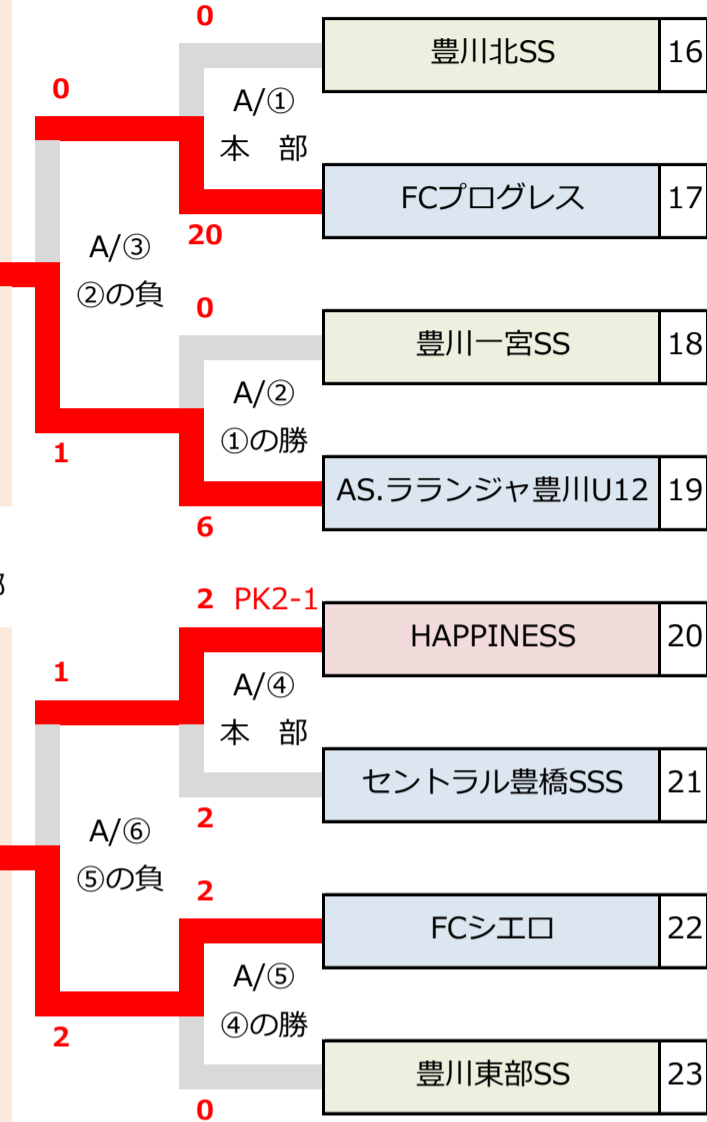 0
豊川北SS 16
0
A/①
本　部
FCプログレス 17
20
A/③
②の負
0
豊川一宮SS 18
A/②
①の勝
1
AS.ラランジャ豊川U12 19
6
2 PK2-1
HAPPINESS 20
1
A/④
本　部
セントラル豊橋SSS 21
2
A/⑥
⑤の負
2
FCシエロ 22
A/⑤
④の勝
2
豊川東部SS 23
0